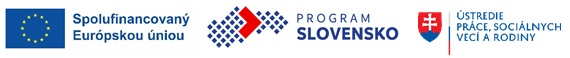 Spolufinancovaný
Európskou úniou
PROGRAM
SLOVENSKO
ÚSTREDIE
PRÁCE, SOCIÁLNYCH
VECÍ A RODINY